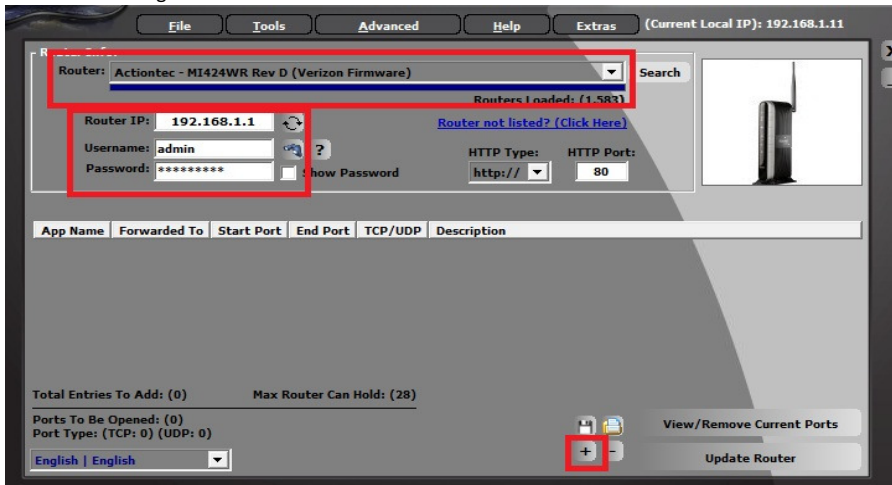 File Tools Advanced Help Extras (Current Local IP): 192.168.1.11
Router: Actiontec - MI424WR Rev D (Verizon Firmware) Search
Routers Loaded: (1,583)
Router IP: 192.168.1.1
Router not listed? (Click Here)
Username: admin ? HTTP Type: HTTP Port:
Password: ********* Show Password http:// 80
App Name Forwarded To Start Port End Port TCP/UDP Description
Total Entries To Add: (0) Max Router Can Hold: (28)
Ports To Be Opened: (0)
Port Type: (TCP: 0) (UDP: 0)
View/Remove Current Ports
English | English + - Update Router